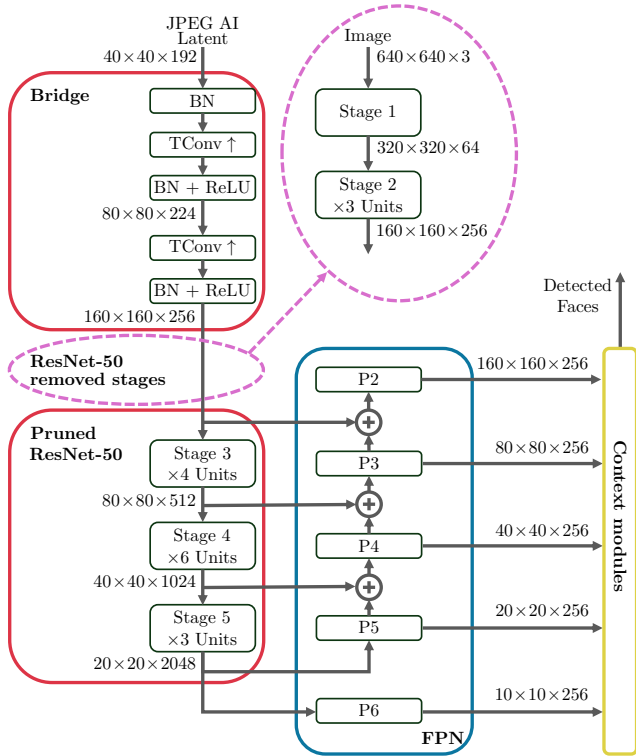 JPEG AI
Latent
40×40×192
Bridge
BN
TConv ↑
BN + ReLU
80×80×224
TConv ↑
BN + ReLU
160×160×256
Image
640×640×3
Stage 1
320×320×64
Stage 2
×3 Units
160×160×256
ResNet-50
removed stages
Pruned
ResNet-50
Stage 3
×4 Units
80×80×512
Stage 4
×6 Units
40×40×1024
Stage 5
×3 Units
20×20×2048
P2
P3
P4
P5
P6
FPN
160×160×256
80×80×256
40×40×256
20×20×256
10×10×256
Detected
Faces
Context modules